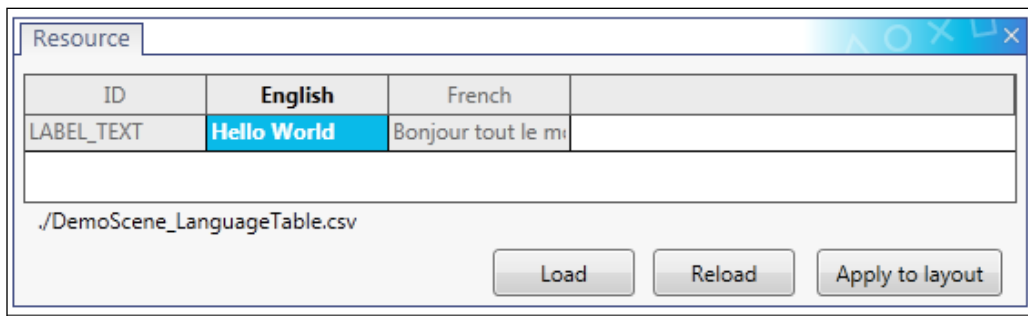 Resource
ID English French
LABEL_TEXT Hello World Bonjour tout le
./DemoScene_LanguageTable.csv
Load Reload Apply to layout